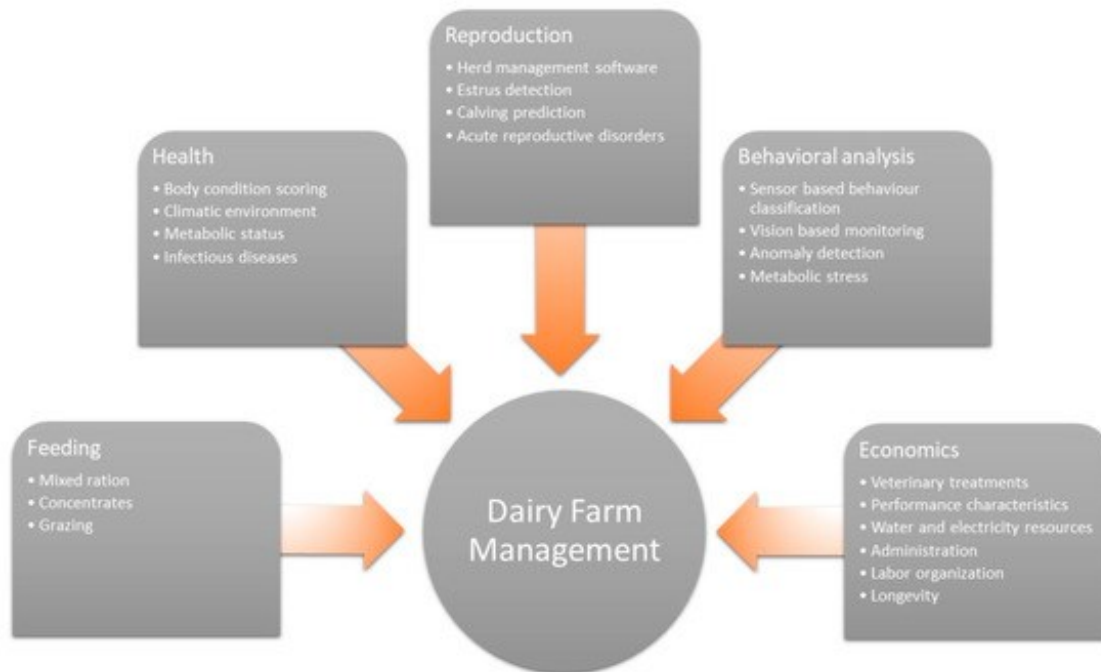 Reproduction
• Herd management software
• Estrus detection
• Calving prediction
• Acute reproductive disorders
Health
• Body condition scoring
• Climatic environment
• Metabolic status
• Infectious diseases
Behavioral analysis
• Sensor based behaviour
classification
• Vision based monitoring
• Anomaly detection
• Metabolic stress
Feeding
• Mixed ration
• Concentrates
• Grazing
Dairy Farm
Management
Economics
• Veterinary treatments
• Performance characteristics
• Water and electricity resources
• Administration
• Labor organization
• Longevity